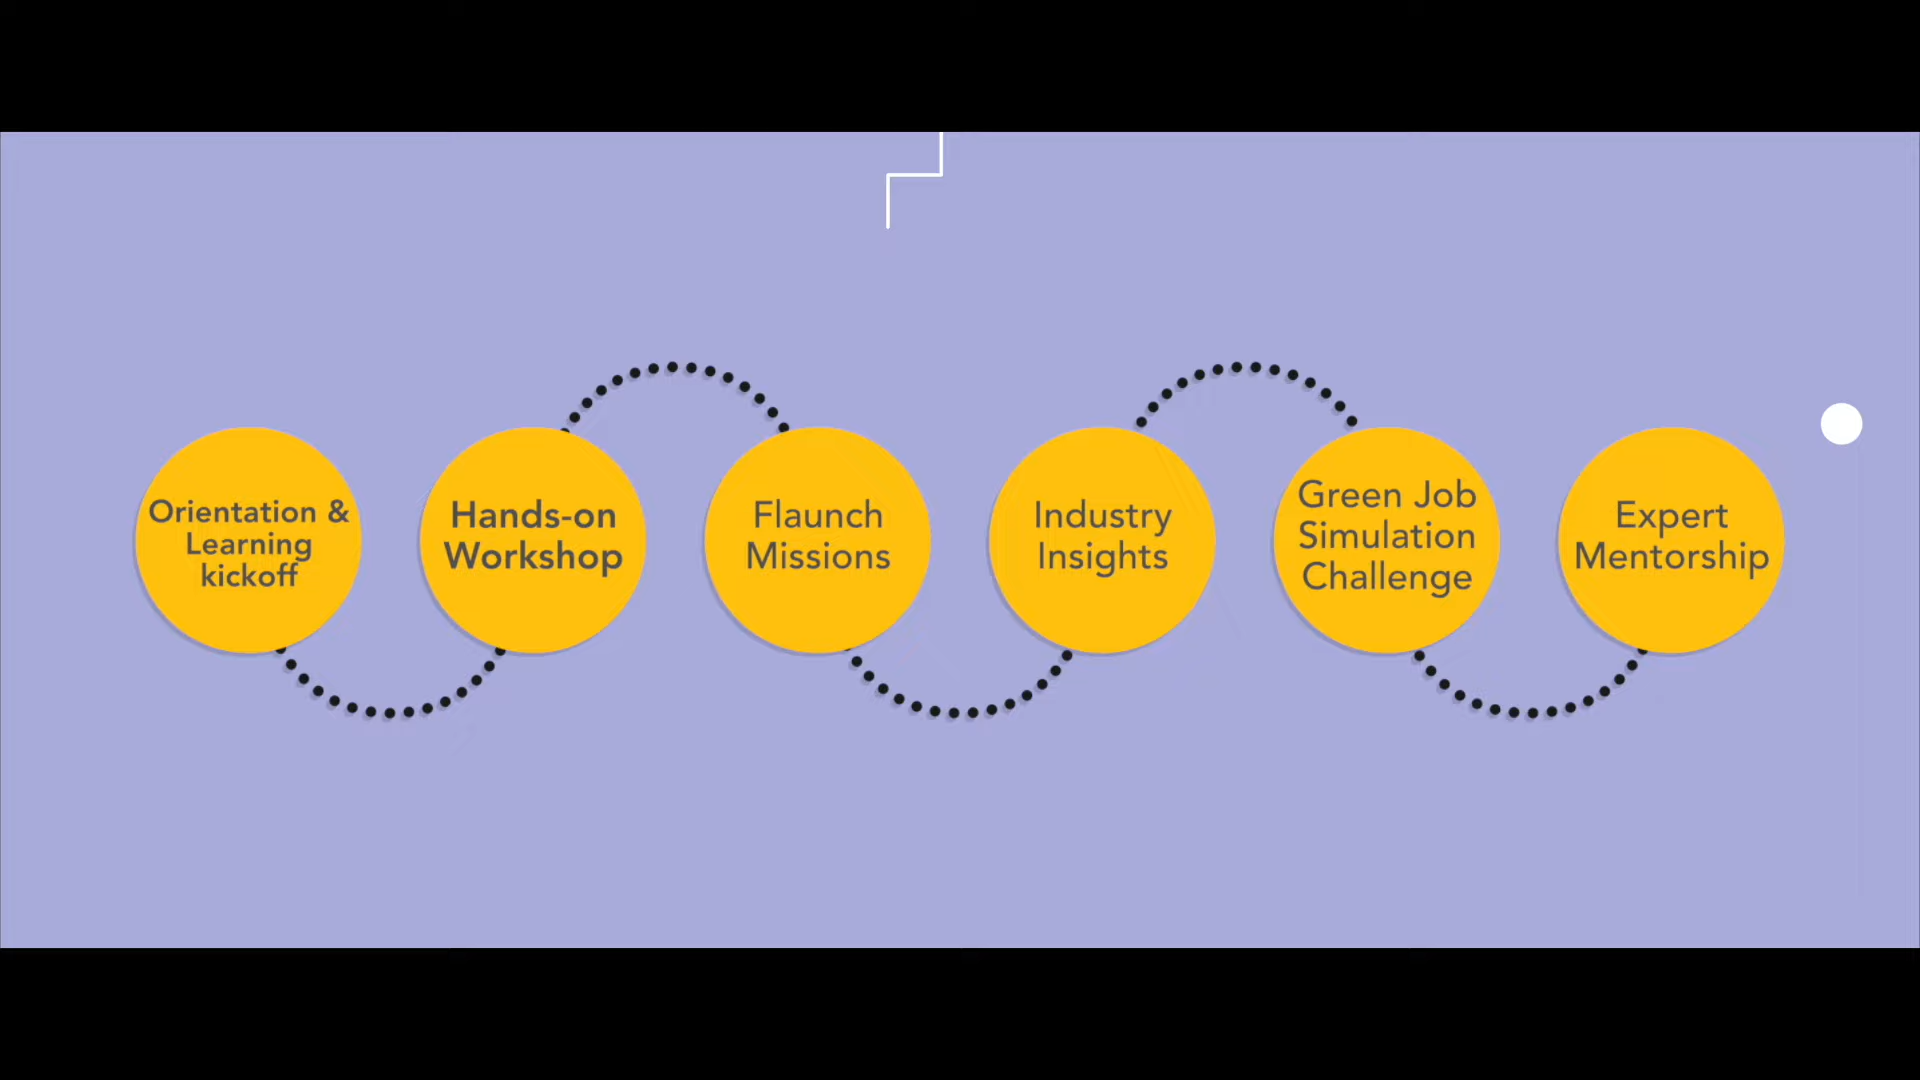 Orientation &
Learning
kickoff
Hands-on
Workshop
Flaunch
Missions
Industry
Insights
Green Job
Simulation
Challenge
Expert
Mentorship